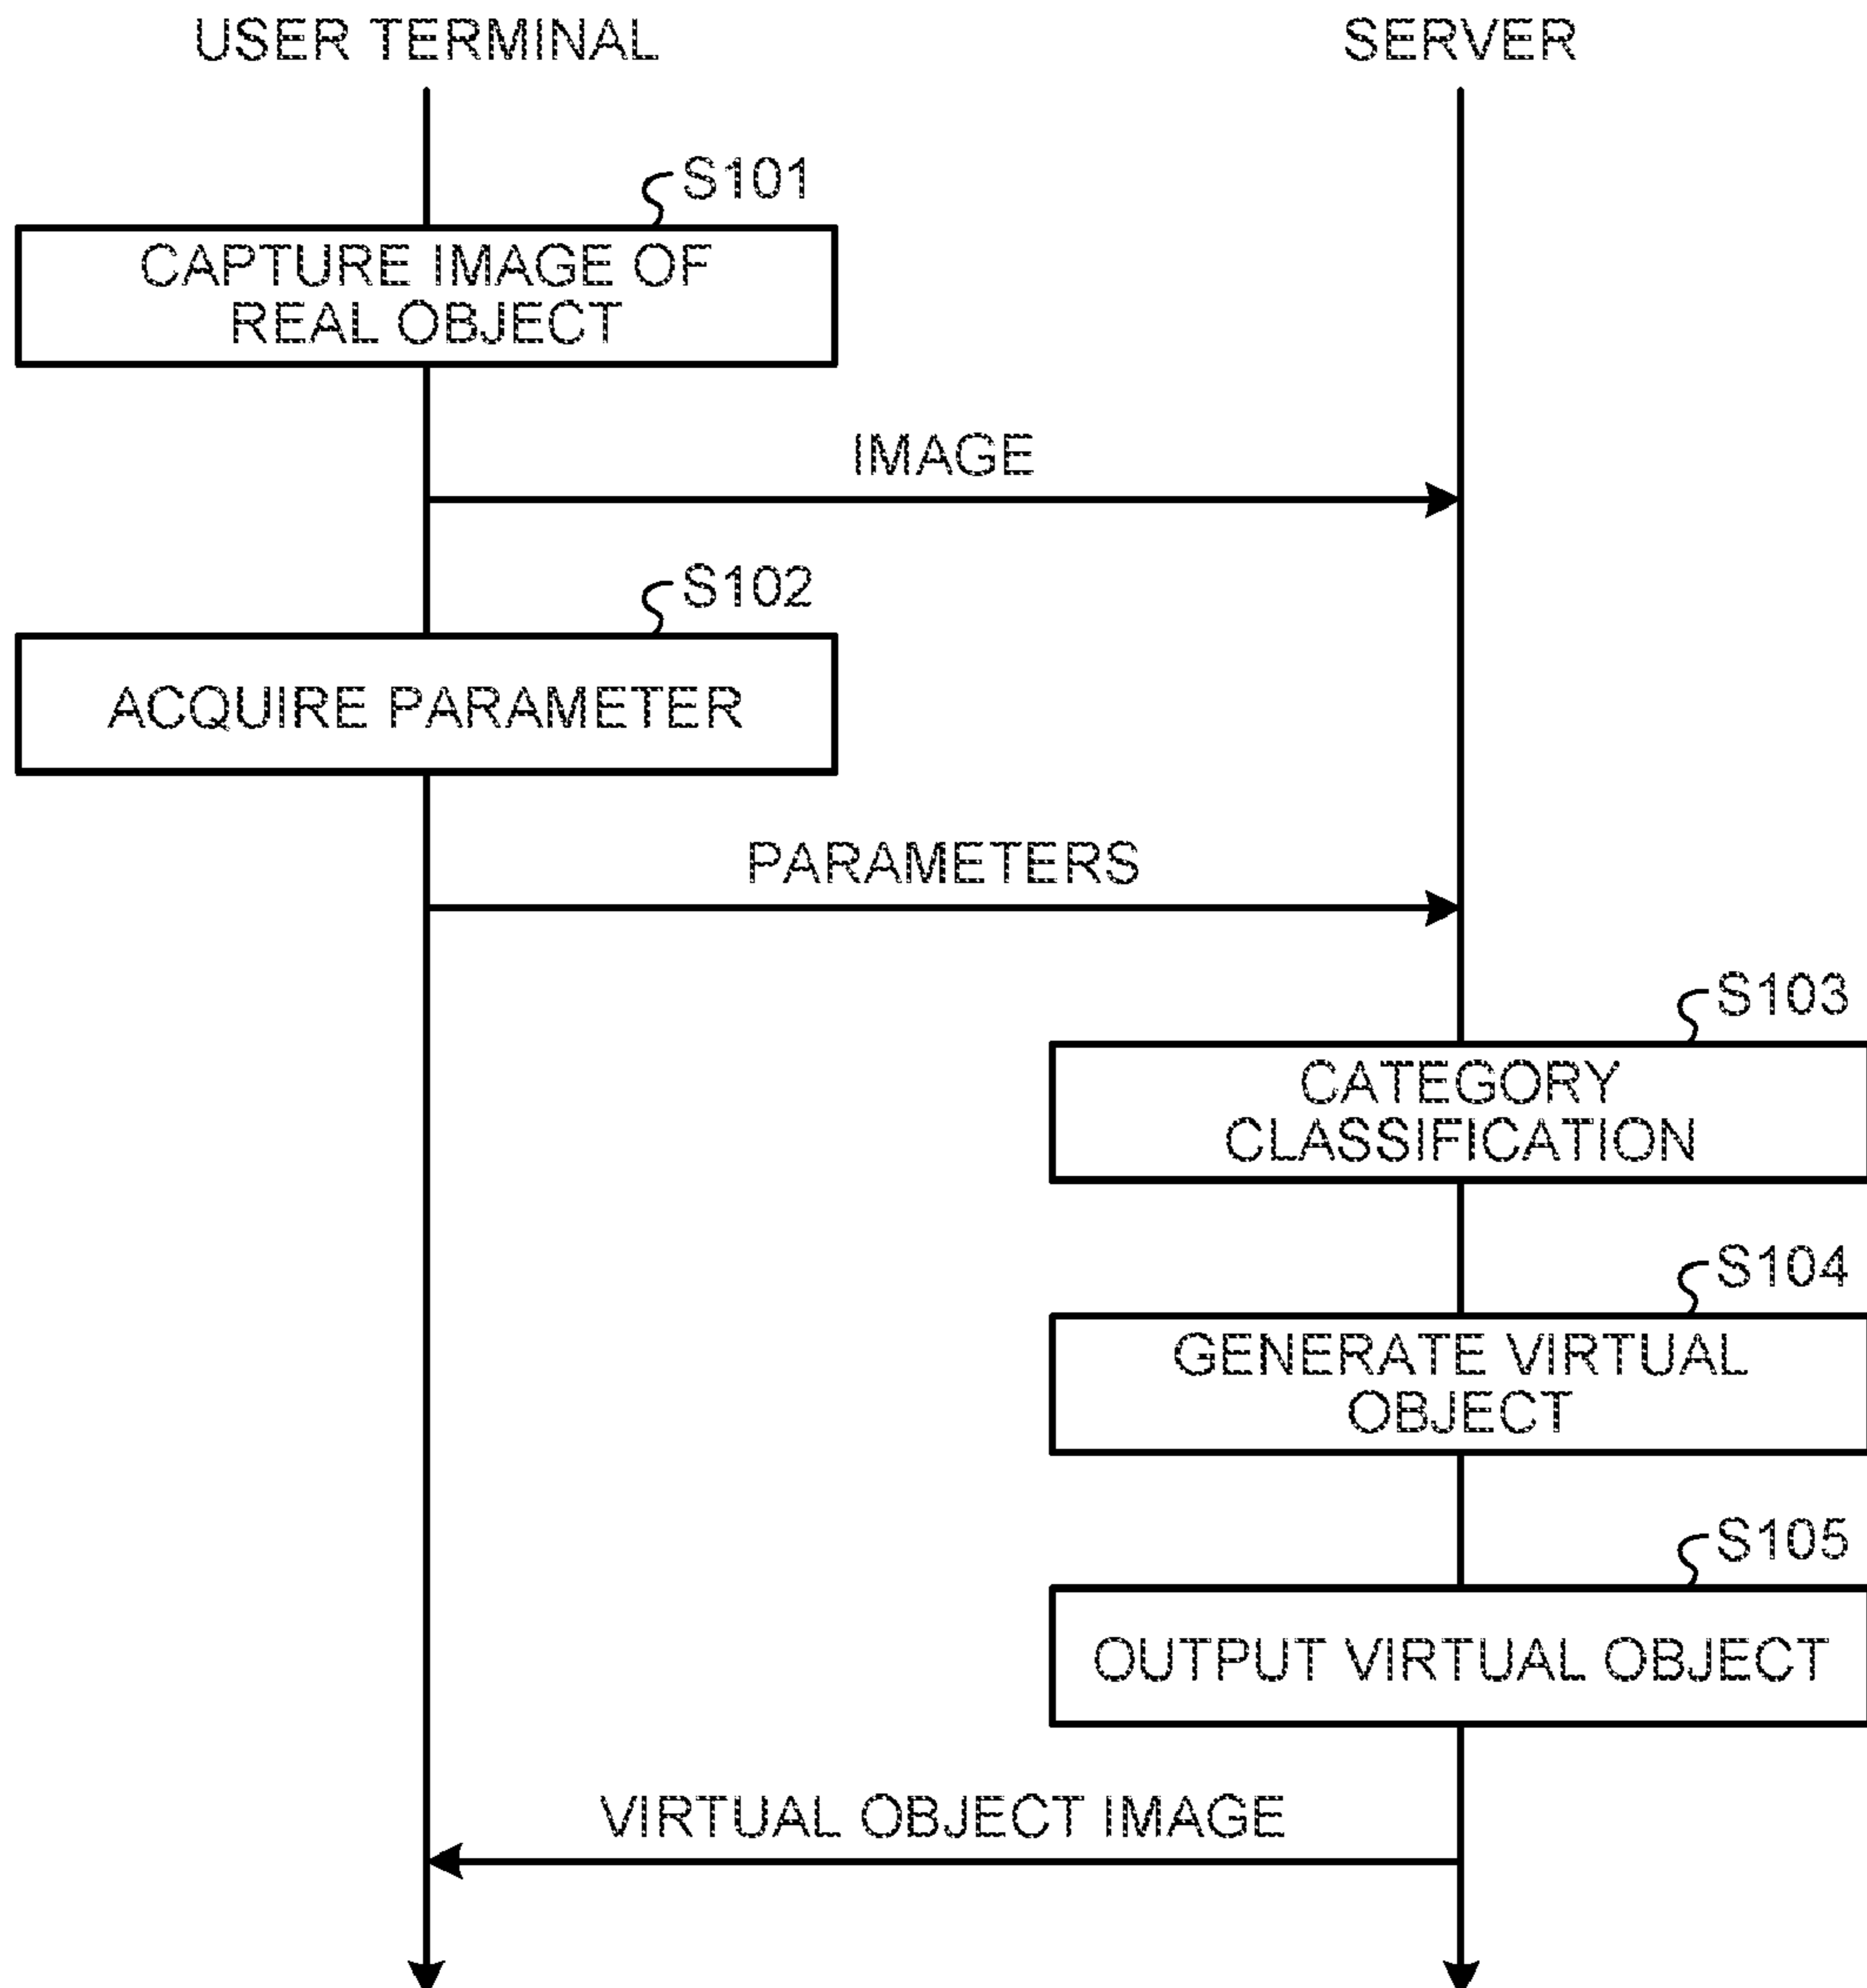 USER TERMINAL
SERVER
S101
CAPTURE IMAGE OF
REAL OBJECT
IMAGE
S102
ACQUIRE PARAMETER
PARAMETERS
S103
CATEGORY
CLASSIFICATION
S104
GENERATE VIRTUAL
OBJECT
S105
OUTPUT VIRTUAL OBJECT
VIRTUAL OBJECT IMAGE